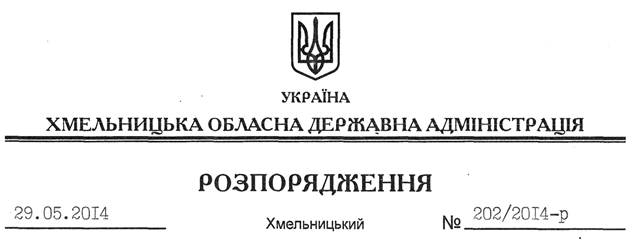 УКРАЇНА
ХМЕЛЬНИЦЬКА ОБЛАСНА ДЕРЖАВНА АДМІНІСТРАЦІЯ
РОЗПОРЯДЖЕННЯ
29.05.2014 Хмельницький № 202/2014-р